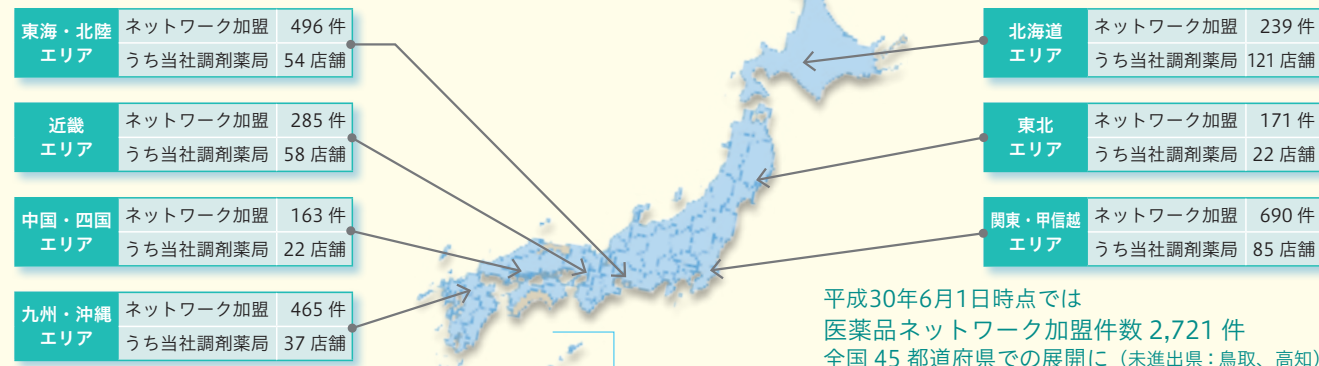 東海・北陸
エリア
ネットワーク加盟 496 件
うち当社調剤薬局 54 店舗
近畿
エリア
ネットワーク加盟 285 件
うち当社調剤薬局 58 店舗
中国・四国
エリア
ネットワーク加盟 163 件
うち当社調剤薬局 22 店舗
九州・沖縄
エリア
ネットワーク加盟 465 件
うち当社調剤薬局 37 店舗
北海道
エリア
ネットワーク加盟 239 件
うち当社調剤薬局 121 店舗
東北
エリア
ネットワーク加盟 171 件
うち当社調剤薬局 22 店舗
関東・甲信越
エリア
ネットワーク加盟 690 件
うち当社調剤薬局 85 店舗
平成30年6月1日時点では
医薬品ネットワーク加盟件数 2,721 件
全国 45 都道府県での展開に（未進出県：鳥取、高知）